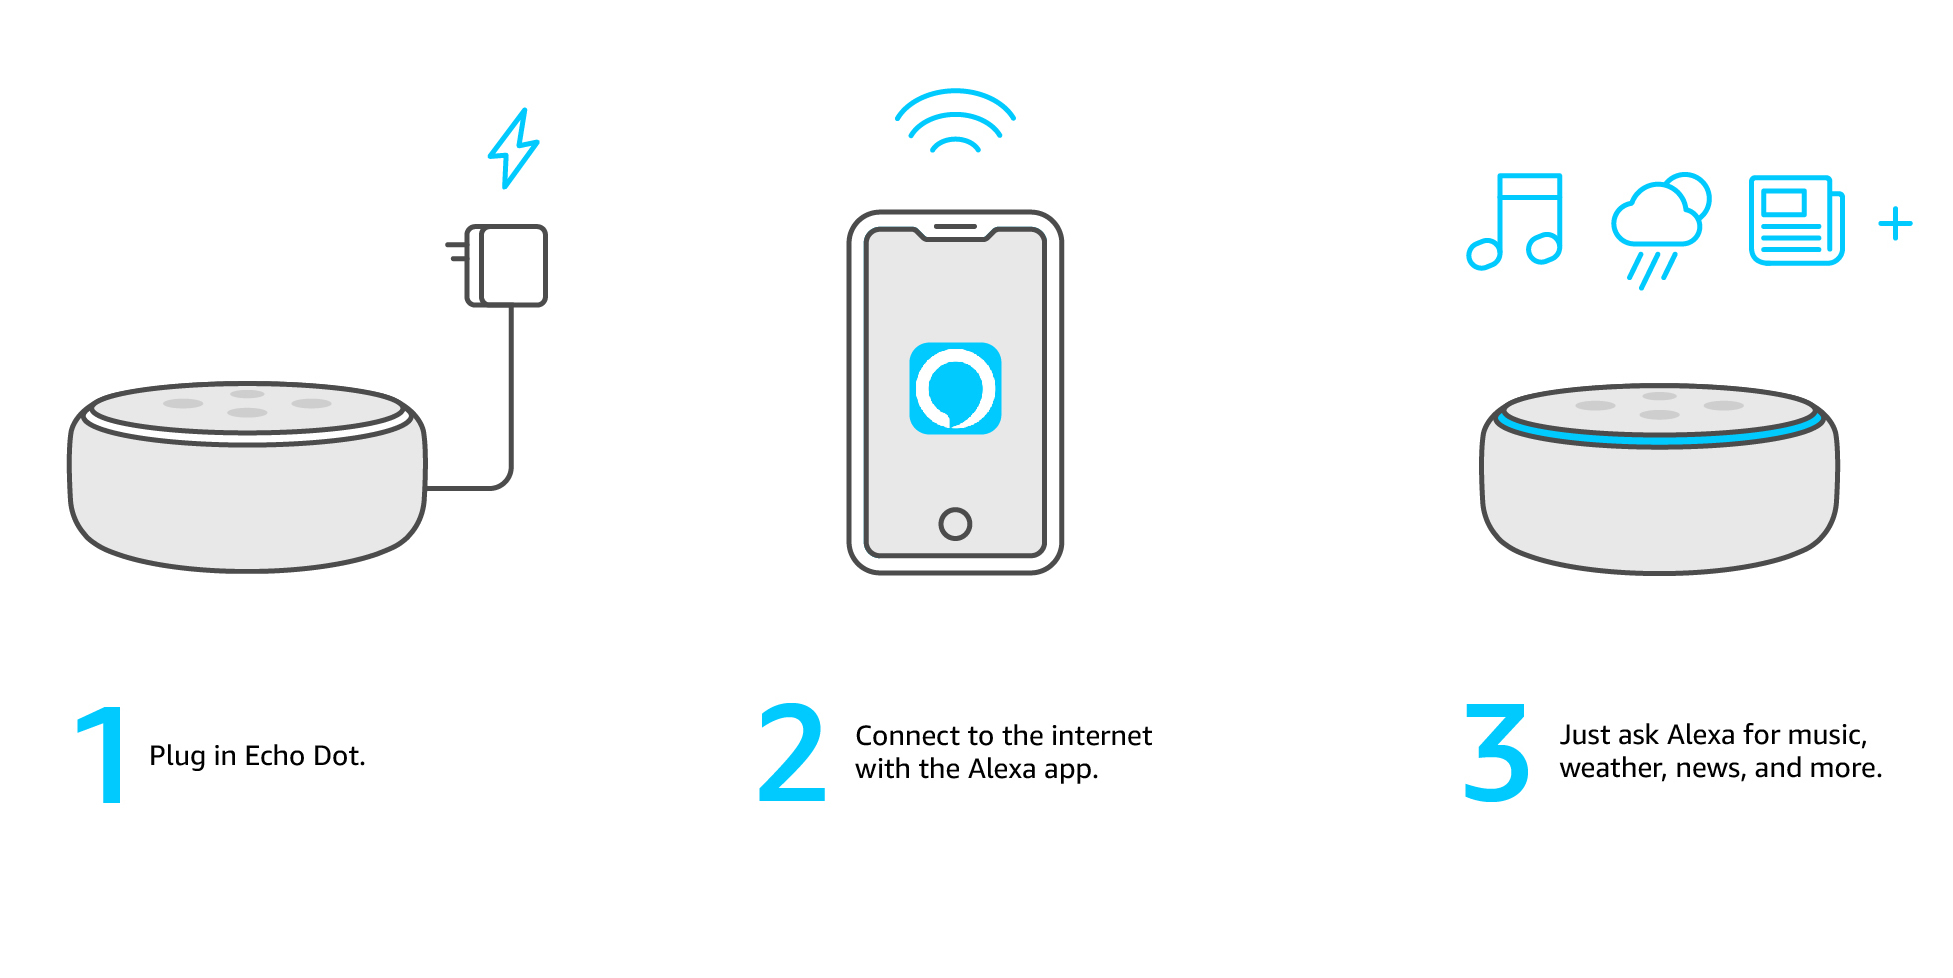 1
Plug in Echo Dot.
2
Connect to the internet
with the Alexa app.
3
Just ask Alexa for music,
weather, news, and more.